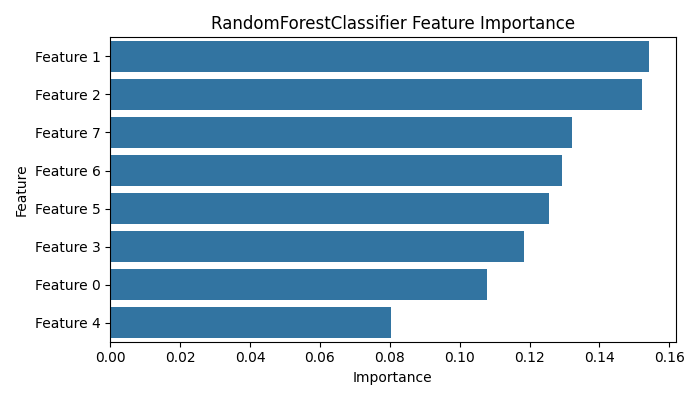 RandomForestClassifier Feature Importance
Feature 1
Feature 2
Feature 7
Feature 6
Feature 5
Feature 3
Feature 0
Feature 4
Feature
0.00 0.02 0.04 0.06 0.08 0.10 0.12 0.14 0.16
Importance